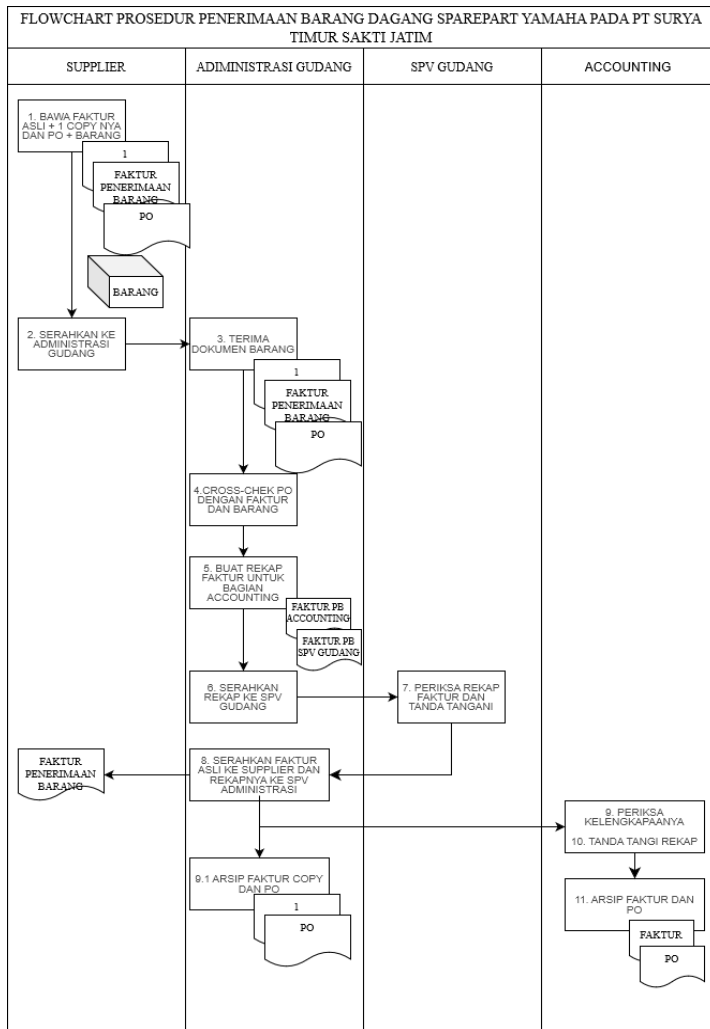 FLOWCHART PROSEDUR PENERIMAAN BARANG DAGANG SPAREPART YAMAHA PADA PT SURYA
TIMUR SAKTI JATIM
SUPPLIER
ADIMINISTRASI GUDANG
SPV GUDANG
ACCOUNTING
1. BAWA FAKTUR
ASLI + 1 COPY NYA
DAN PO + BARANG
1
FAKTUR
PENERIMAAN
BARANG
PO
BARANG
2. SERAHKAN KE
ADMINISTRASI
GUDANG
3. TERIMA
DOKUMEN BARANG
1
FAKTUR
PENERIMAAN
BARANG
PO
4.CROSS-CHEK PO
DENGAN FAKTUR
DAN BARANG
5. BUAT REKAP
FAKTUR UNTUK
BAGIAN
ACCOUNTING
FAKTUR PB
ACCOUNTING
FAKTUR PB
SPV GUDANG
6. SERAHKAN
REKAP KE SPV
GUDANG
7. PERIKSA REKAP
FAKTUR DAN
TANDA TANGANI
FAKTUR
PENERIMAAN
BARANG
8. SERAHKAN FAKTUR
ASLI KE SUPPLIER DAN
REKAPNYA KE SPV
ADMINISTRASI
9. PERIKSA
KELENGKAPAANYA
10. TANDA TANGI REKAP
9.1 ARSIP FAKTUR COPY
DAN PO
1
PO
11. ARSIP FAKTUR DAN
PO
FAKTUR
PO